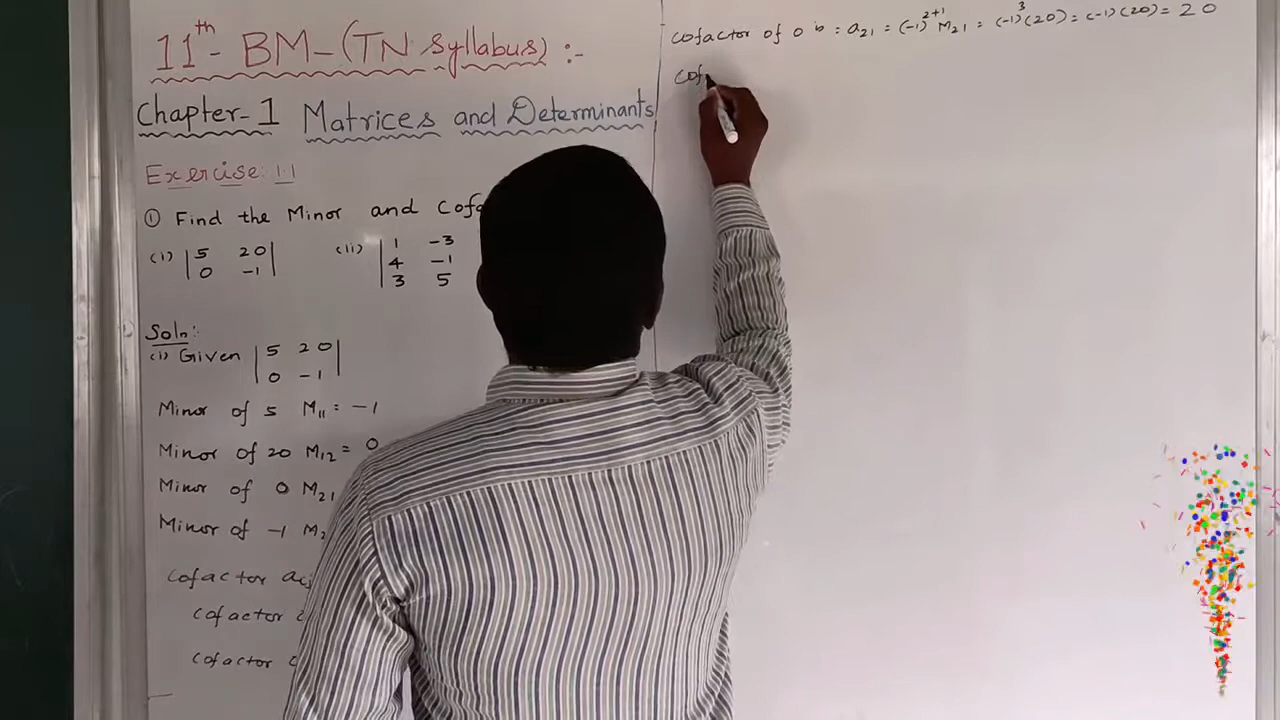 11th - BM - (TN Syllabus) :-
Chapter-1 Matrices and Determinants
Exercise: 1.1
① Find the Minor and Cofa
(i) |5 20| (ii) |1 -3
|0 -1| |4 -1
|3 5
Soln:
(i) Given |5 20|
|0 -1|
Minor of 5 M₁₁ = -1
Minor of 20 M₁₂ = 0
Minor of 0 M₂₁
Minor of -1 M₂
Cofactor
Cofactor
Cofactor
Cofactor of 0 is : a₂₁ = (-1)²⁺¹ M₂₁ = (-1)³(20) = (-1)(20) = 20
Cof